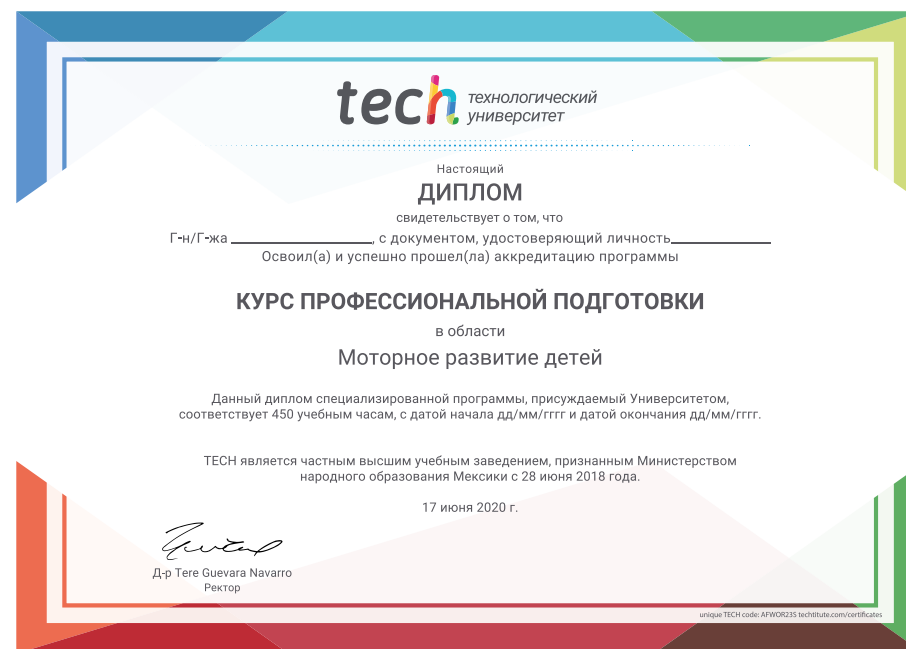 tech технологический
университет
Настоящий
ДИПЛОМ
свидетельствует о том, что
Г-н/Г-жа , с документом, удостоверяющий личность
Освоил(а) и успешно прошел(ла) аккредитацию программы
КУРС ПРОФЕССИОНАЛЬНОЙ ПОДГОТОВКИ
в области
Моторное развитие детей
Данный диплом специализированной программы, присуждаемый Университетом,
соответствует 450 учебным часам, с датой начала дд/мм/гггг и датой окончания дд/мм/гггг.
TECH является частным высшим учебным заведением, признанным Министерством
народного образования Мексики с 28 июня 2018 года.
17 июня 2020 г.
Д-р Tere Guevara Navarro
Ректор
unique TECH code: AFWOR235 techtitute.com/certificates